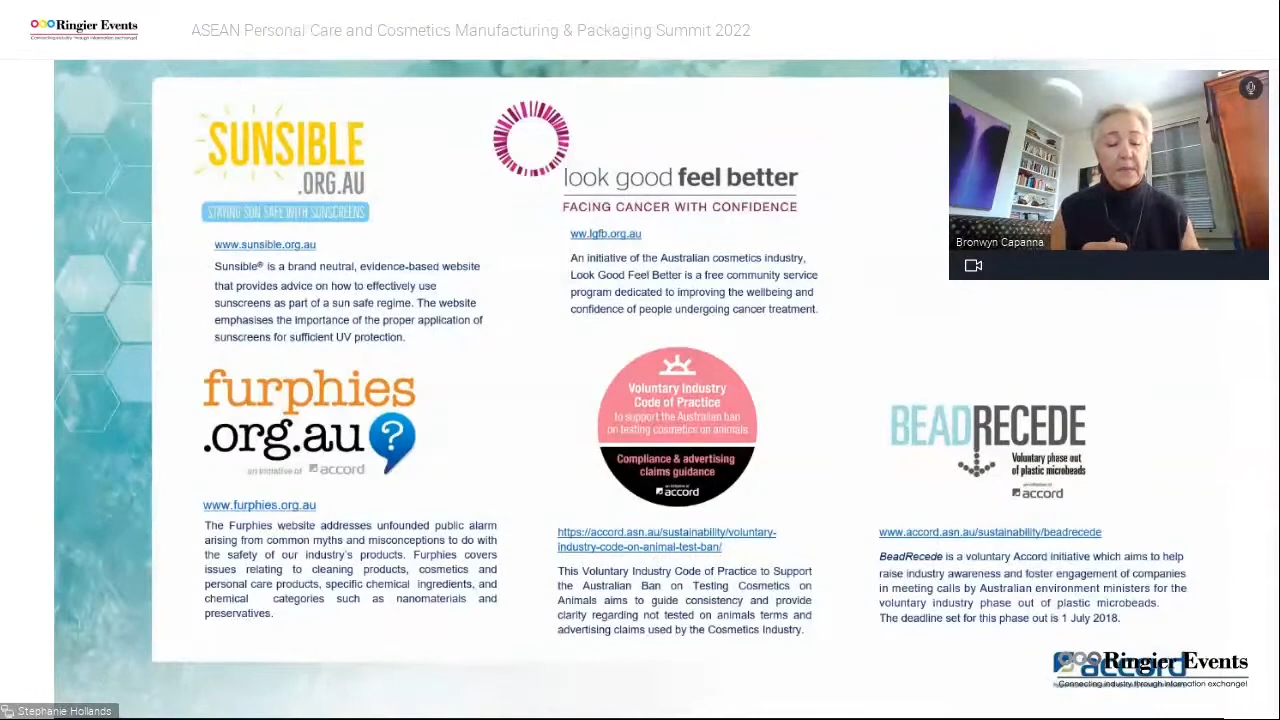 Ringier Events
Connecting industry through information exchange!
ASEAN Personal Care and Cosmetics Manufacturing & Packaging Summit 2022
SUNSIBLE
.ORG.AU
STAYING SUN SAFE WITH SUNSCREENS
www.sunsible.org.au
Sunsible® is a brand neutral, evidence-based website
that provides advice on how to effectively use
sunscreens as part of a sun safe regime. The website
emphasises the importance of the proper application of
sunscreens for sufficient UV protection.
look good feel better
FACING CANCER WITH CONFIDENCE
ww.lgfb.org.au
An initiative of the Australian cosmetics industry,
Look Good Feel Better is a free community service
program dedicated to improving the wellbeing and
confidence of people undergoing cancer treatment.
Bronwyn Capanna
furphies
.org.au?
an initiative of accord
www.furphies.org.au
The Furphies website addresses unfounded public alarm
arising from common myths and misconceptions to do with
the safety of our industry's products. Furphies covers
issues relating to cleaning products, cosmetics and
personal care products, specific chemical ingredients, and
chemical categories such as nanomaterials and
preservatives.
Voluntary Industry
Code of Practice
to support the Australian ban
on testing cosmetics on animals
Compliance & advertising
claims guidance
an initiative of
accord
https://accord.asn.au/sustainability/voluntary-
industry-code-on-animal-test-ban/
This Voluntary Industry Code of Practice to Support
the Australian Ban on Testing Cosmetics on
Animals aims to guide consistency and provide
clarity regarding not tested on animals terms and
advertising claims used by the Cosmetics Industry.
BEADRECEDE
Voluntary phase out
of plastic microbeads
an initiative of
accord
www.accord.asn.au/sustainability/beadrecede
BeadRecede is a voluntary Accord initiative which aims to help
raise industry awareness and foster engagement of companies
in meeting calls by Australian environment ministers for the
voluntary industry phase out of plastic microbeads.
The deadline set for this phase out is 1 July 2018.
accord
Ringier Events
Connecting industry through information exchange!
Stephanie Hollands